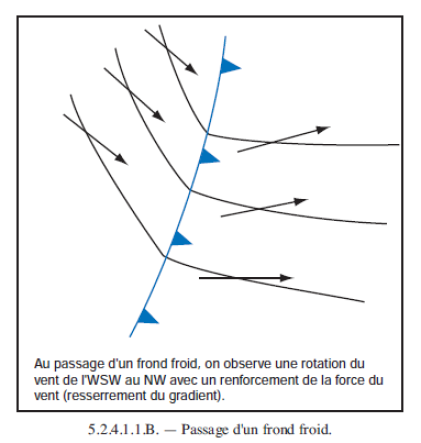 Au passage d'un frond froid, on observe une rotation du
vent de l'WSW au NW avec un renforcement de la force du
vent (resserrement du gradient).
5.2.4.1.1.B. — Passage d'un frond froid.